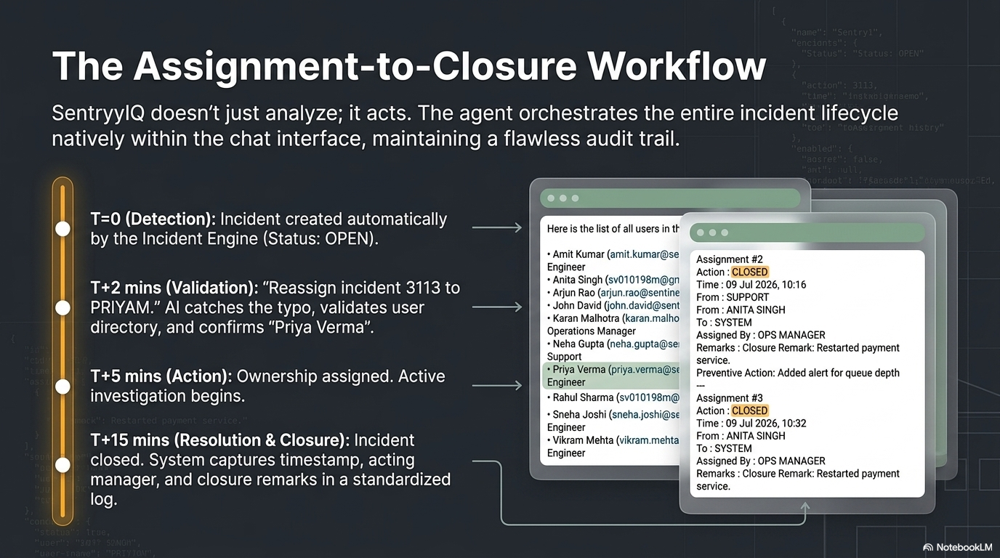 The Assignment-to-Closure Workflow
SentryyIQ doesn't just analyze; it acts. The agent orchestrates the entire incident lifecycle
natively within the chat interface, maintaining a flawless audit trail.
T=0 (Detection): Incident created automatically
by the Incident Engine (Status: OPEN).
T+2 mins (Validation): “Reassign incident 3113 to
PRIYAM.” AI catches the typo, validates user
directory, and confirms “Priya Verma”.
T+5 mins (Action): Ownership assigned. Active
investigation begins.
T+15 mins (Resolution & Closure): Incident
closed. System captures timestamp, acting
manager, and closure remarks in a standardized
log.
Here is the list of all users in th
• Amit Kumar (amit.kumar@se
Engineer
• Anita Singh (sv010198m@gn
• Arjun Rao (arjun.rao@sentine
• John David (john.david@sent
• Karan Malhotra (karan.malho
Operations Manager
• Neha Gupta (neha.gupta@se
Support
• Priya Verma (priya.verma@se
Engineer
• Rahul Sharma (sv010198m@
• Sneha Joshi (sneha.joshi@se
Engineer
• Vikram Mehta (vikram.mehta
Engineer
Assignment #2
Action : CLOSED
Time : 09 Jul 2026, 10:16
From : SUPPORT
From : ANITA SINGH
To : SYSTEM
Assigned By : OPS MANAGER
Remarks : Closure Remark: Restarted payment
service.
Preventive Action: Added alert for queue depth
---
Assignment #3
Action : CLOSED
Time : 09 Jul 2026, 10:32
From : ANITA SINGH
To : SYSTEM
Assigned By : OPS MANAGER
Remarks : Closure Remark: Restarted payment
service.
"name": "Sentry1",
"Status": "Status: OPEN"
"action": 3113,
"time":
"enabled": {
false,
Restarted payment service."
"status": true,
"user":
NotebookLM